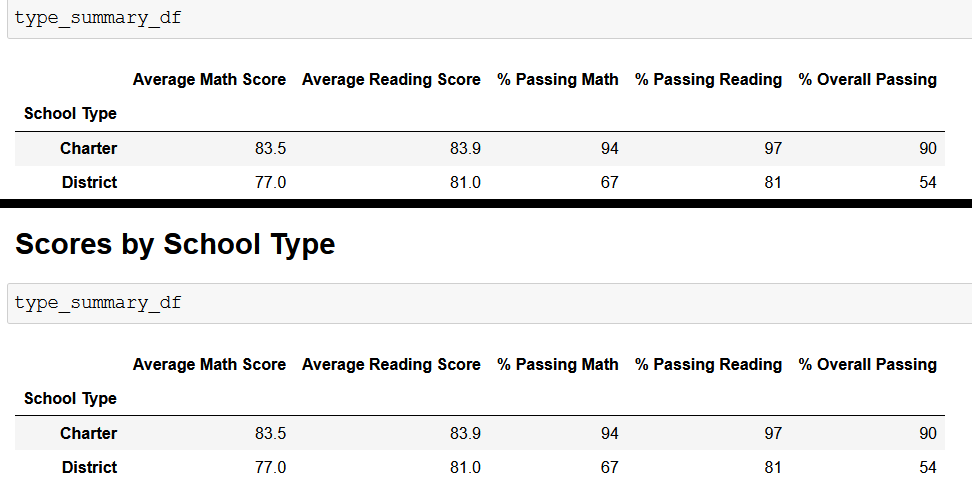 type_summary_df
Average Math Score Average Reading Score % Passing Math % Passing Reading % Overall Passing
School Type
Charter 83.5 83.9 94 97 90
District 77.0 81.0 67 81 54
Scores by School Type
type_summary_df
Average Math Score Average Reading Score % Passing Math % Passing Reading % Overall Passing
School Type
Charter 83.5 83.9 94 97 90
District 77.0 81.0 67 81 54